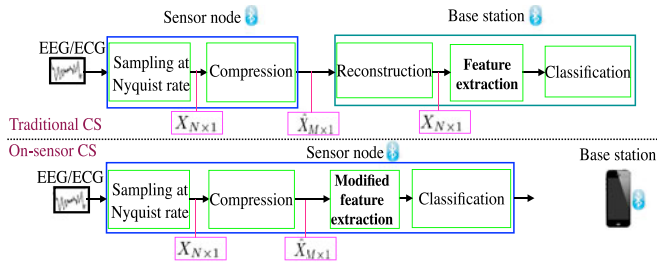 Sensor node
Base station
EEG/ECG
Sampling at
Nyquist rate
Compression
Reconstruction
Feature
extraction
Classification
X_{N×1}
X̂_{M×1}
X_{N×1}
Traditional CS
On-sensor CS
Sensor node
Base station
EEG/ECG
Sampling at
Nyquist rate
Compression
Modified
feature
extraction
Classification
X_{N×1}
X̂_{M×1}